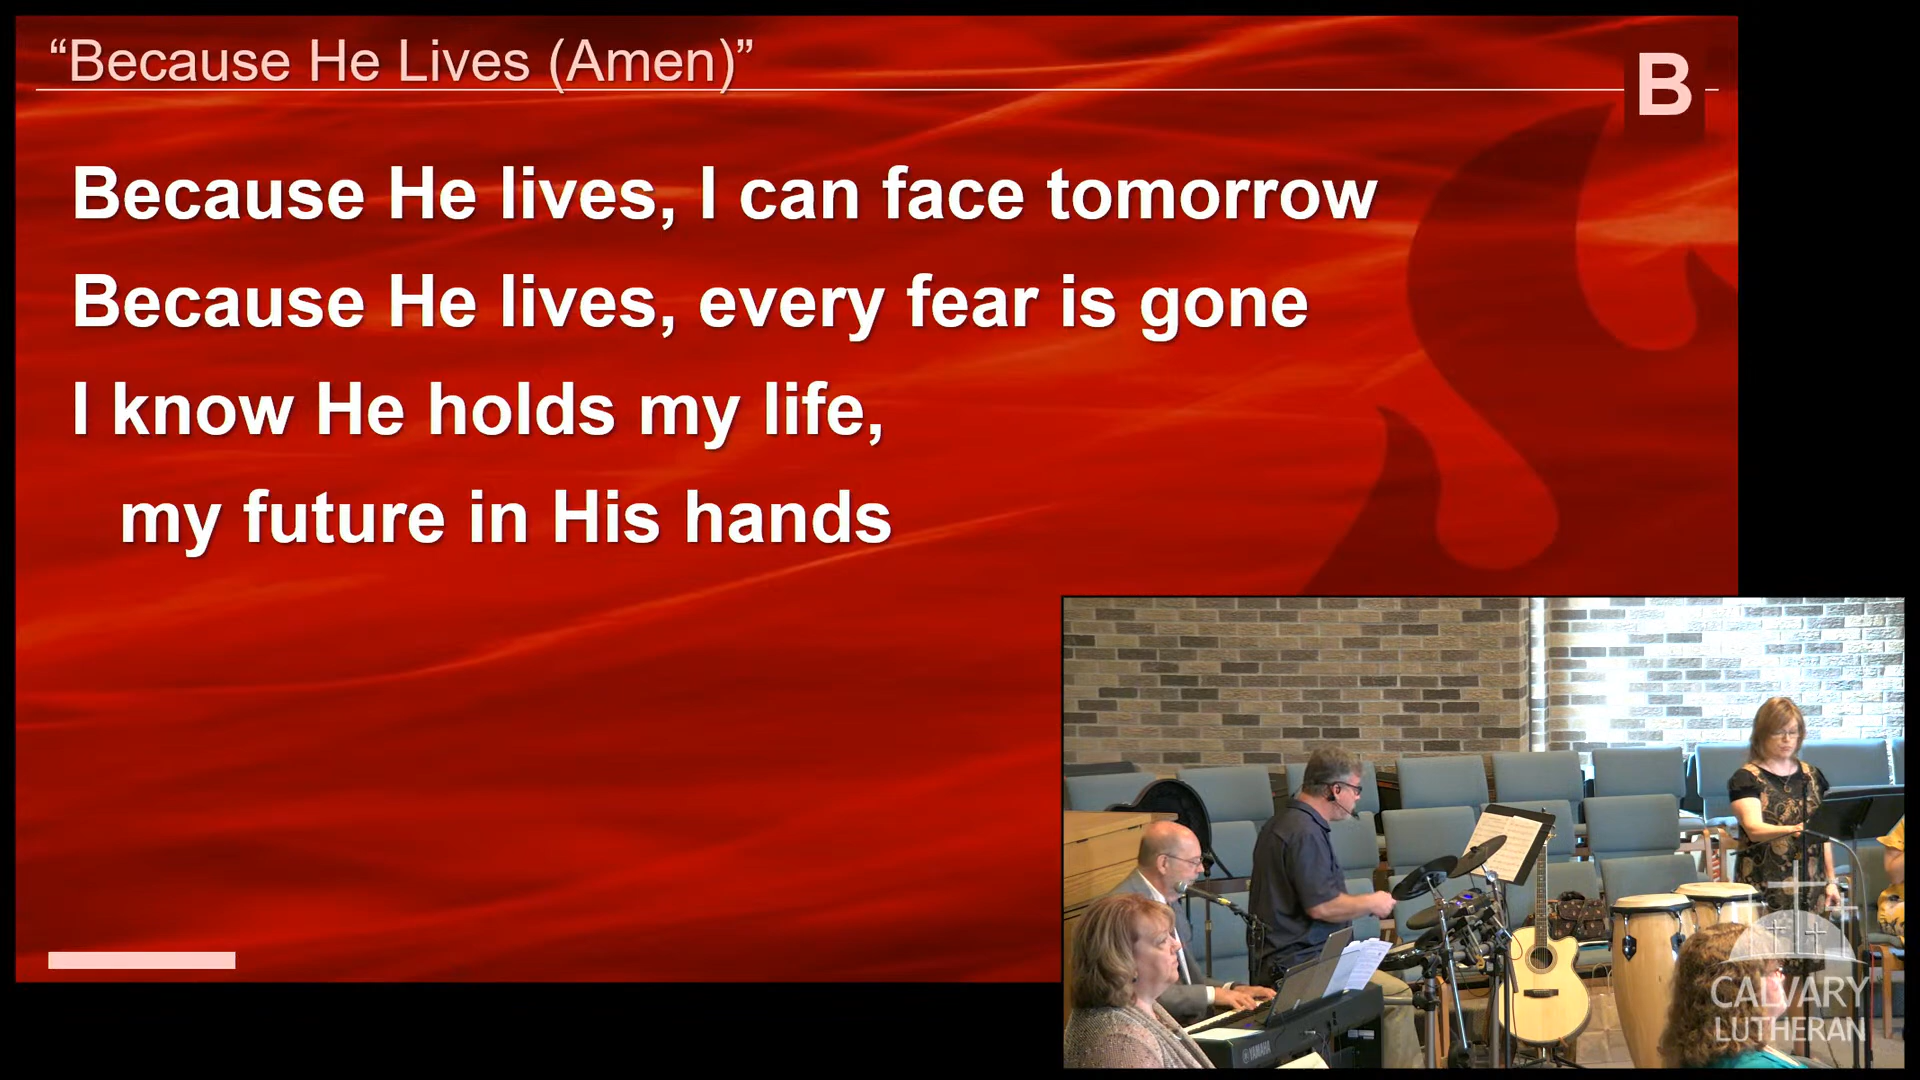 “Because He Lives (Amen)”
B
Because He lives, I can face tomorrow
Because He lives, every fear is gone
I know He holds my life,
my future in His hands
YAMAHA
CALVARY
LUTHERAN